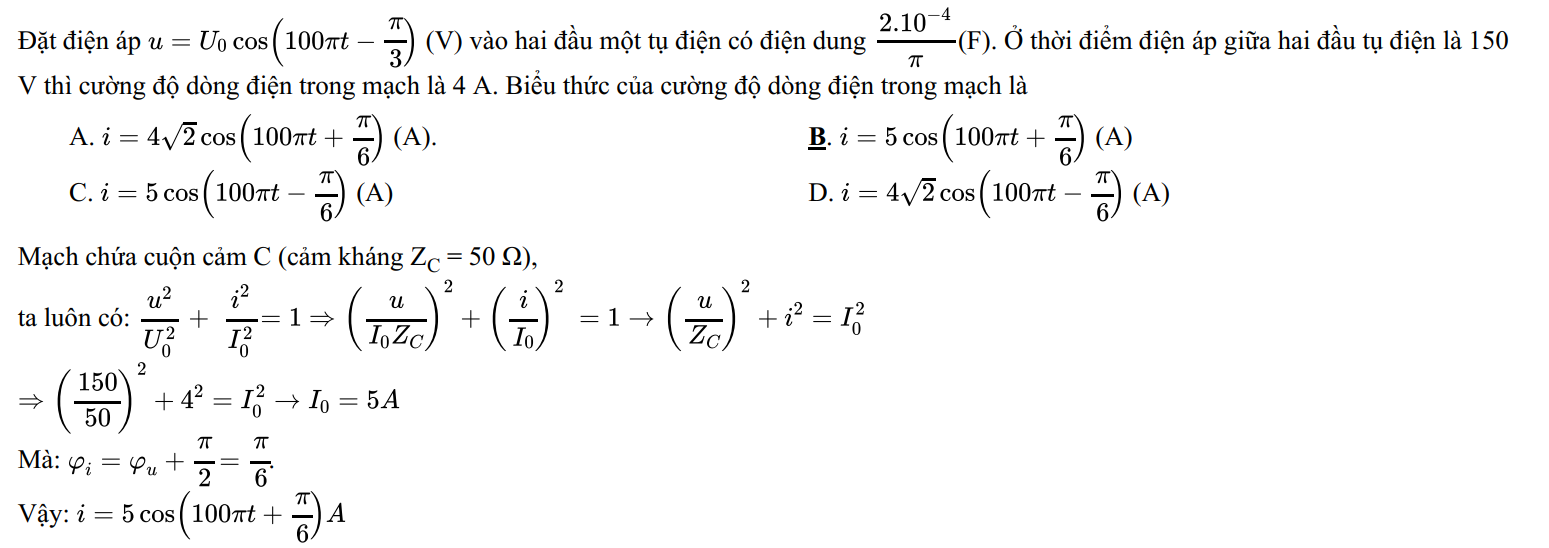 Đặt điện áp $u = U_0 \cos\left(100\pi t - \frac{\pi}{3}\right)$ (V) vào hai đầu một tụ điện có điện dung $\frac{2.10^{-4}}{\pi}$(F). Ở thời điểm điện áp giữa hai đầu tụ điện là 150
V thì cường độ dòng điện trong mạch là 4 A. Biểu thức của cường độ dòng điện trong mạch là
A. $i = 4\sqrt{2} \cos\left(100\pi t + \frac{\pi}{6}\right)$ (A). B. $i = 5 \cos\left(100\pi t + \frac{\pi}{6}\right)$ (A)
C. $i = 5 \cos\left(100\pi t - \frac{\pi}{6}\right)$ (A) D. $i = 4\sqrt{2} \cos\left(100\pi t - \frac{\pi}{6}\right)$ (A)
Mạch chứa cuộn cảm C (cảm kháng $Z_C$ = 50 Ω),
ta luôn có: $\frac{u^2}{U_0^2} + \frac{i^2}{I_0^2} = 1 \Rightarrow \left(\frac{u}{I_0 Z_C}\right)^2 + \left(\frac{i}{I_0}\right)^2 = 1 \rightarrow \left(\frac{u}{Z_C}\right)^2 + i^2 = I_0^2$
$\Rightarrow \left(\frac{150}{50}\right)^2 + 4^2 = I_0^2 \rightarrow I_0 = 5A$
Mà: $\varphi_i = \varphi_u + \frac{\pi}{2} = \frac{\pi}{6}$.
Vậy: $i = 5 \cos\left(100\pi t + \frac{\pi}{6}\right) A$